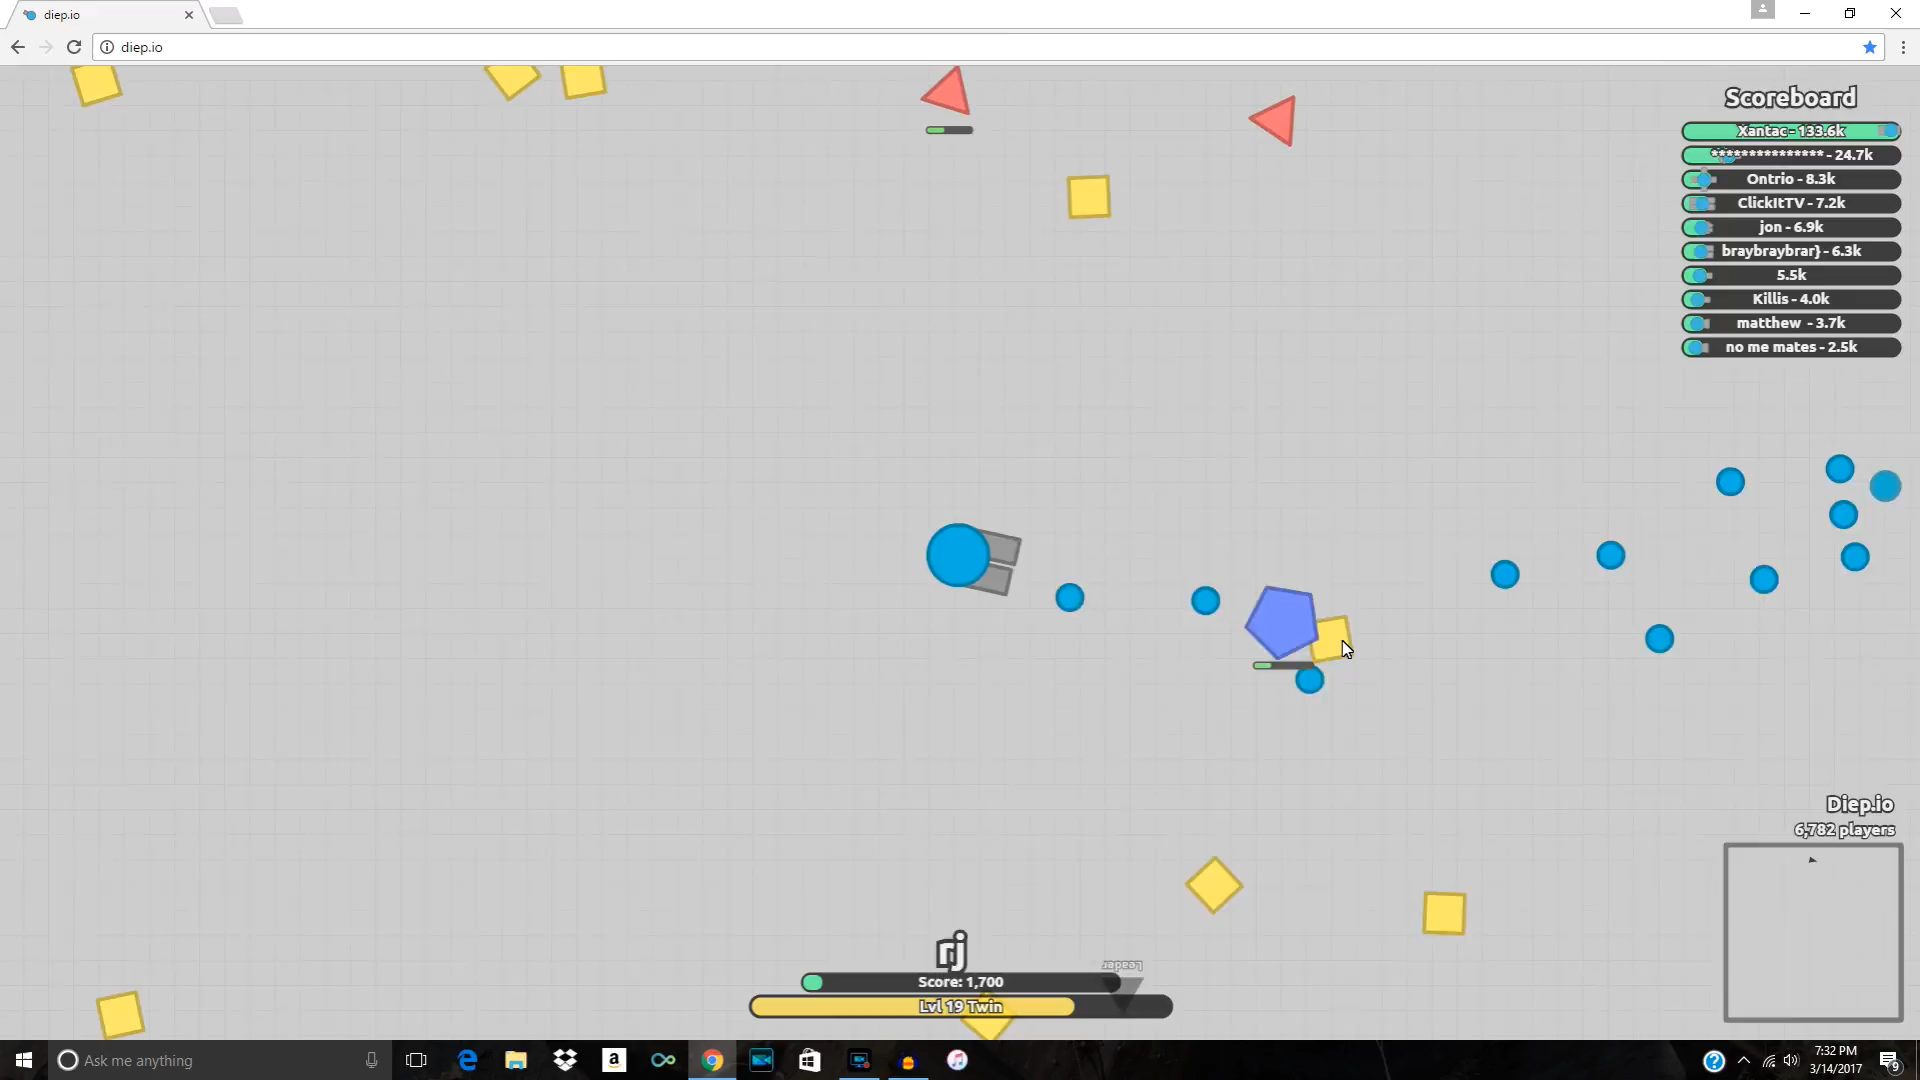 diep.io
diep.io
Scoreboard
Xantac - 133.6k
*************** - 24.7k
Ontrio - 8.3k
ClickItTV - 7.2k
jon - 6.9k
braybraybrar} - 6.3k
5.5k
Killis - 4.0k
matthew - 3.7k
no me mates - 2.5k
Diep.io
6,782 players
rj
Leader
Score: 1,700
Lvl 19 Twin
Ask me anything
7:32 PM
3/14/2017
9